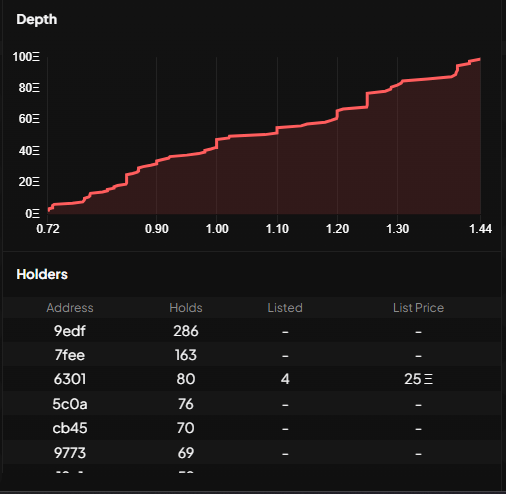 Depth
100Ξ
80Ξ
60Ξ
40Ξ
20Ξ
0Ξ
0.72 0.90 1.00 1.10 1.20 1.30 1.44
Holders
Address Holds Listed List Price
9edf 286 - -
7fee 163 - -
6301 80 4 25Ξ
5c0a 76 - -
cb45 70 - -
9773 69 - -